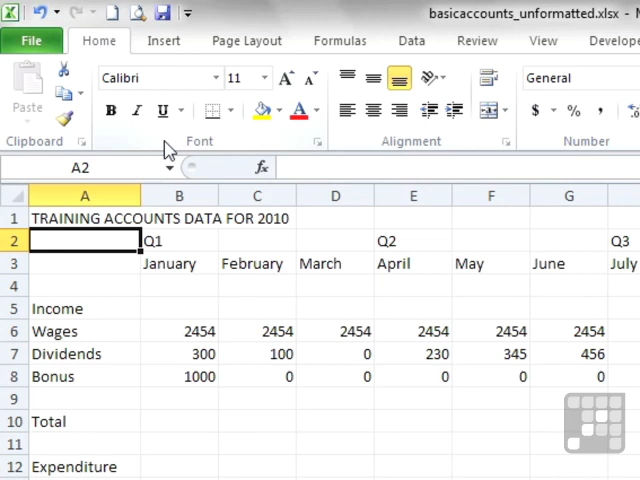 basicaccounts_unformatted.xlsx -
File Home Insert Page Layout Formulas Data Review View Develope
Paste Calibri 11 General
B I U A $ % ,
Clipboard Font Alignment Number
A2 fx
A B C D E F G
1 TRAINING ACCOUNTS DATA FOR 2010
2 Q1 Q2 Q3
3 January February March April May June July
4
5 Income
6 Wages 2454 2454 2454 2454 2454 2454
7 Dividends 300 100 0 230 345 456
8 Bonus 1000 0 0 0 0 0
9
10 Total
11
12 Expenditure